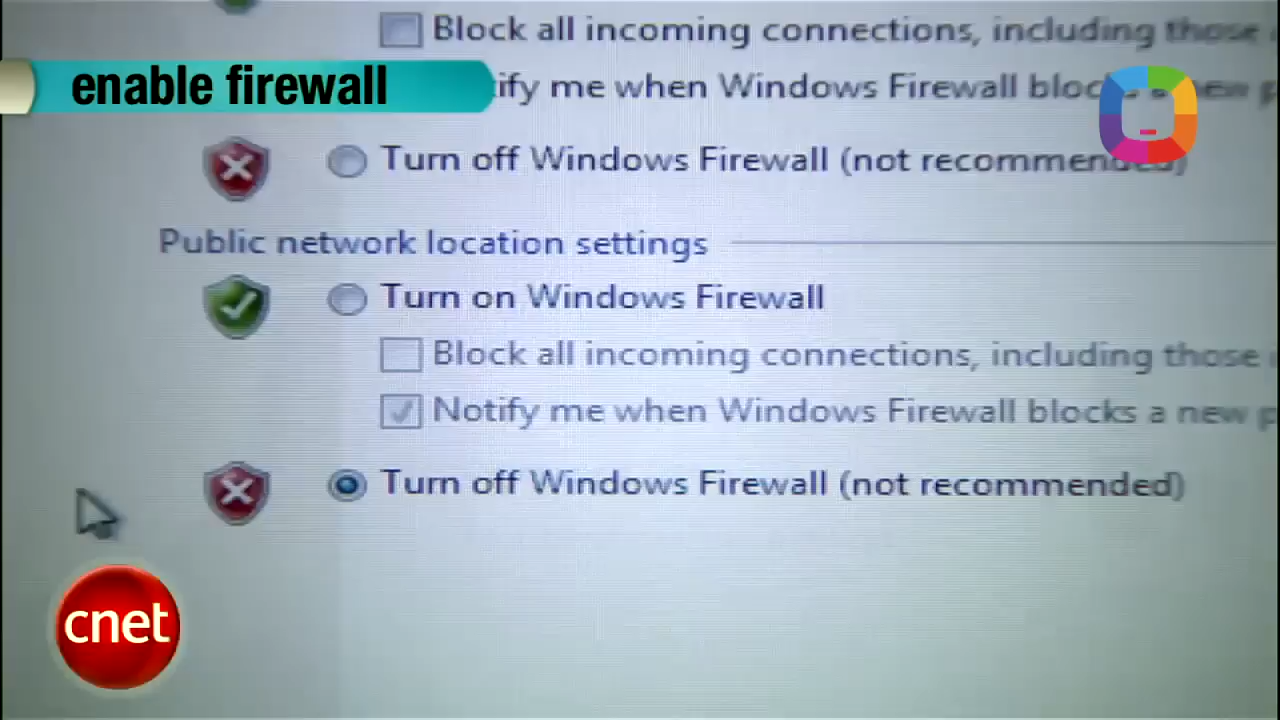 Block all incoming connections, including those
enable firewall
ify me when Windows Firewall blocks a new p
Turn off Windows Firewall (not recommended)
Public network location settings
Turn on Windows Firewall
Block all incoming connections, including those
Notify me when Windows Firewall blocks a new p
Turn off Windows Firewall (not recommended)
cnet